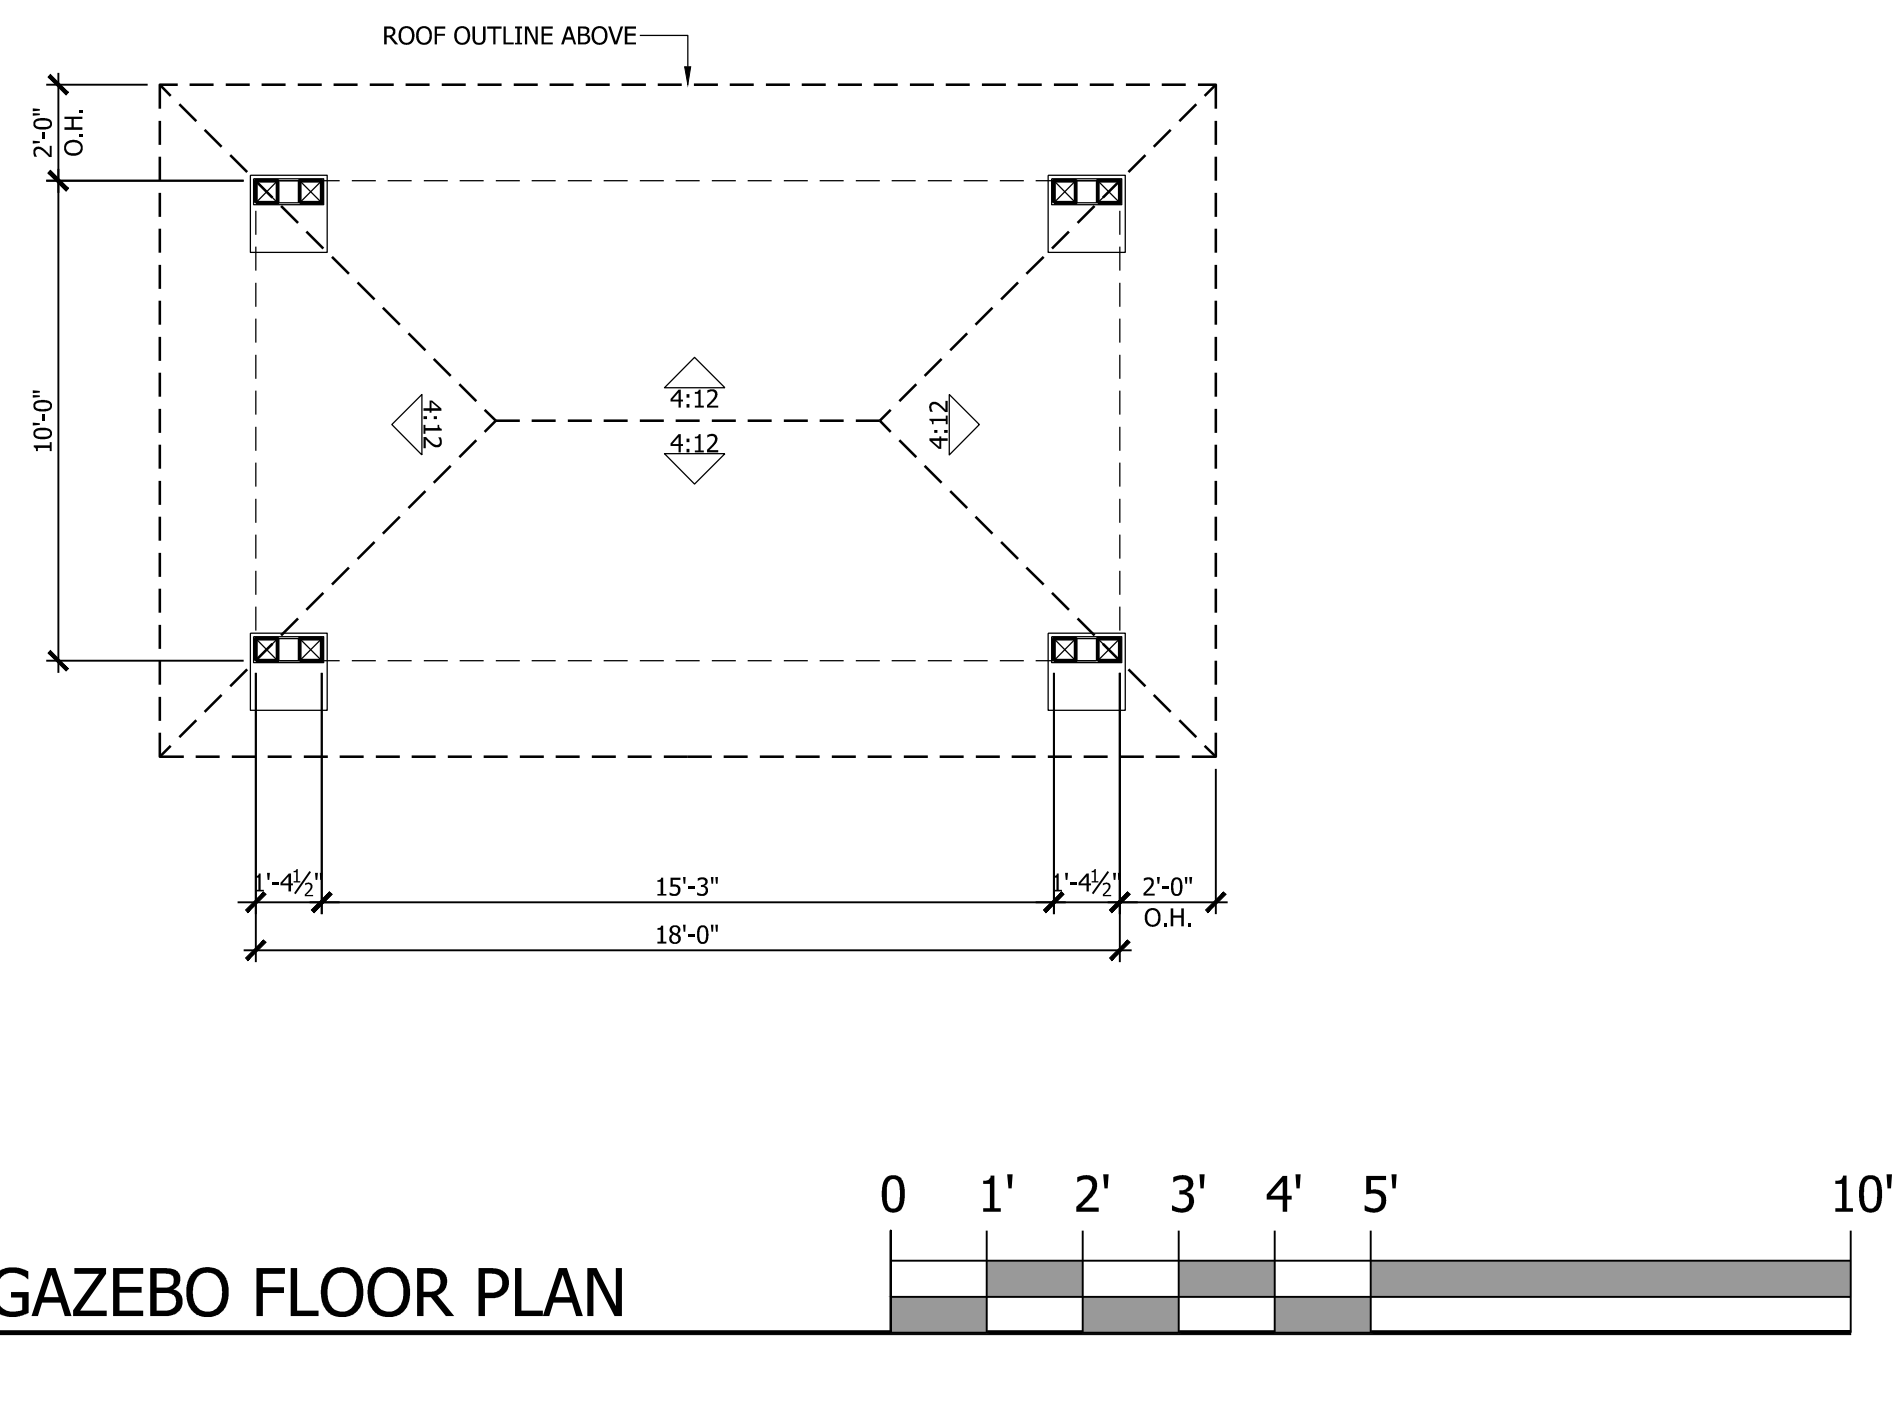 ROOF OUTLINE ABOVE
2'-0"
O.H.
10'-0"
4:12
4:12
4:12
4:12
1'-4½"
15'-3"
1'-4½"
2'-0"
O.H.
18'-0"
0 1' 2' 3' 4' 5' 10'
GAZEBO FLOOR PLAN